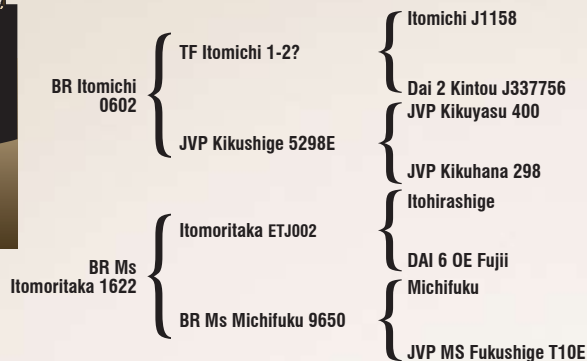 Itomichi J1158
TF Itomichi 1-2?
Dai 2 Kintou J337756
BR Itomichi
0602
JVP Kikuyasu 400
JVP Kikushige 5298E
JVP Kikuhana 298
Itohirashige
Itomoritaka ETJ002
DAI 6 OE Fujii
BR Ms
Itomoritaka 1622
Michifuku
BR Ms Michifuku 9650
JVP MS Fukushige T10E